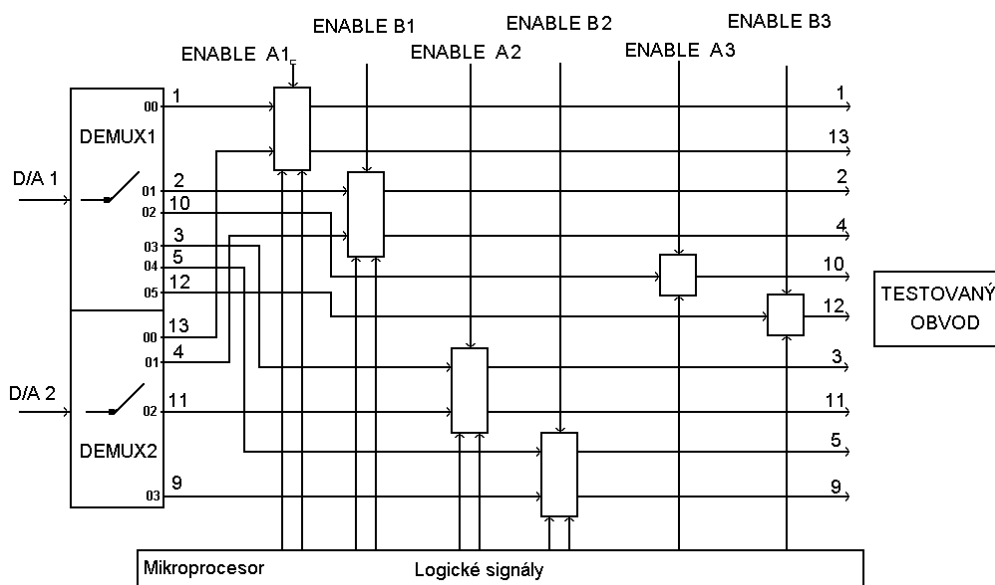 ENABLE A1
ENABLE B1
ENABLE A2
ENABLE B2
ENABLE A3
ENABLE B3
D/A 1
DEMUX1
00
1
01
2
02
10
03
3
04
5
05
12
D/A 2
DEMUX2
00
13
01
4
02
11
03
9
1
13
2
4
10
12
3
11
5
9
TESTOVANÝ
OBVOD
Mikroprocesor
Logické signály